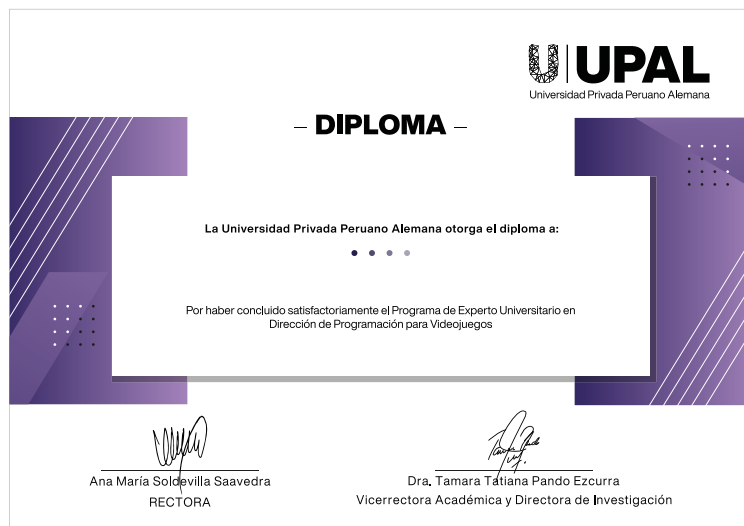 UPAL
Universidad Privada Peruano Alemana
– DIPLOMA –
La Universidad Privada Peruano Alemana otorga el diploma a:
Por haber concluido satisfactoriamente el Programa de Experto Universitario en
Dirección de Programación para Videojuegos
Ana María Soldevilla Saavedra
RECTORA
Dra. Tamara Tatiana Pando Ezcurra
Vicerrectora Académica y Directora de Investigación